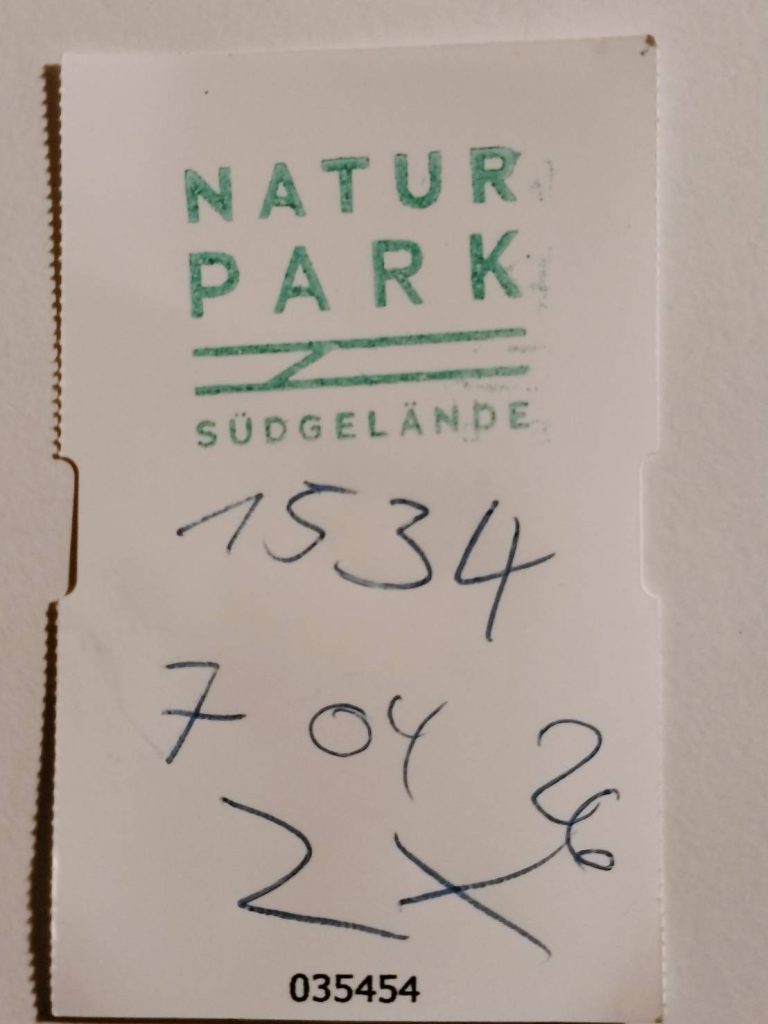 NATUR
PARK
SÜDGELÄNDE
1534
7 04 26
2X
035454